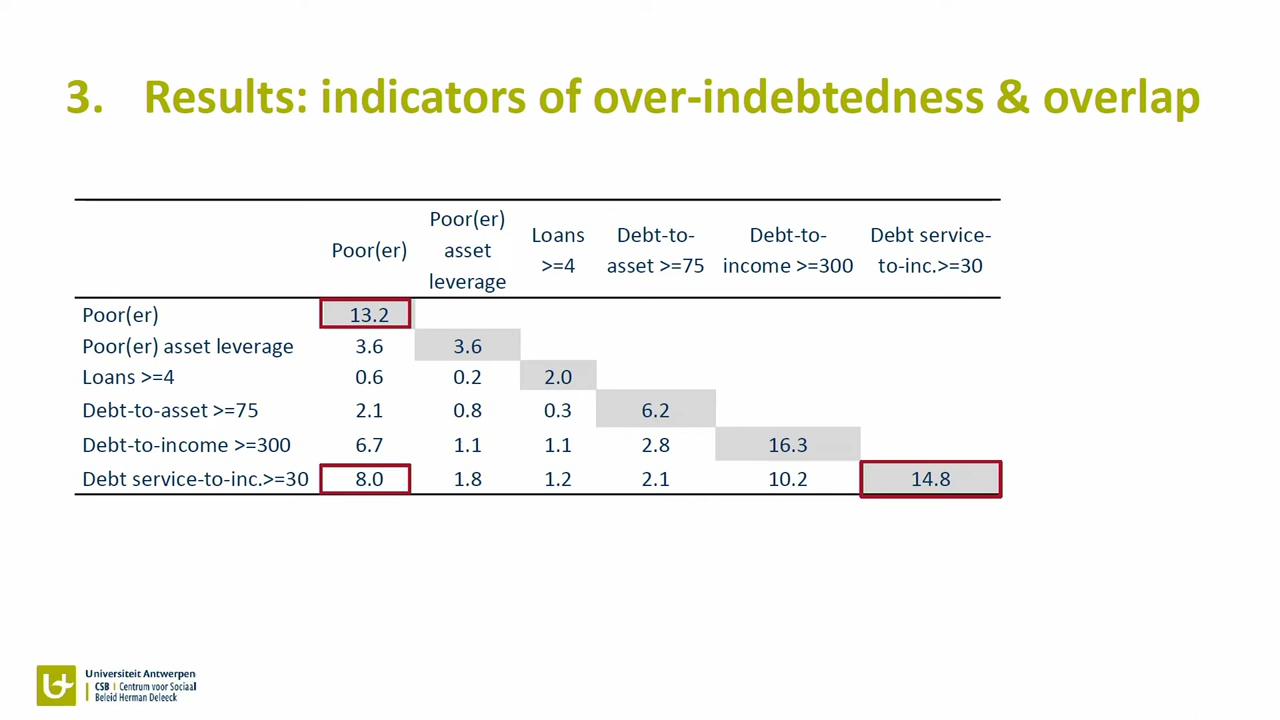 3. Results: indicators of over-indebtedness & overlap
Poor(er) Poor(er) asset leverage Loans >=4 Debt-to-asset >=75 Debt-to-income >=300 Debt service-to-inc.>=30
Poor(er) 13.2
Poor(er) asset leverage 3.6 3.6
Loans >=4 0.6 0.2 2.0
Debt-to-asset >=75 2.1 0.8 0.3 6.2
Debt-to-income >=300 6.7 1.1 1.1 2.8 16.3
Debt service-to-inc.>=30 8.0 1.8 1.2 2.1 10.2 14.8
Universiteit Antwerpen
CSB | Centrum voor Sociaal
Beleid Herman Deleeck